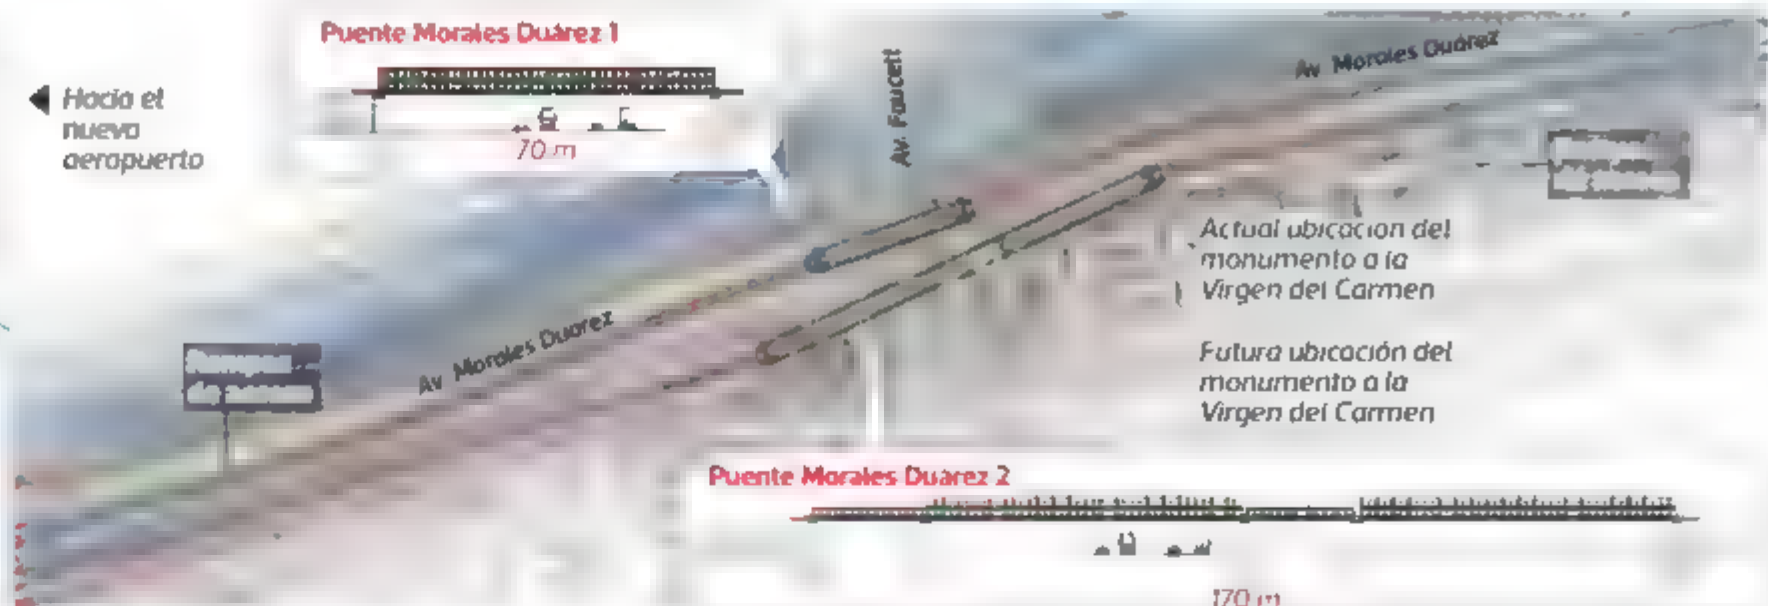 Puente Morales Duárez 1
Hacia el
nuevo
aeropuerto
70 m
Av. Faucett
Av. Morales Duárez
Actual ubicación del
monumento a la
Virgen del Carmen
Av. Morales Duárez
Futura ubicación del
monumento a la
Virgen del Carmen
Puente Morales Duárez 2
170 m